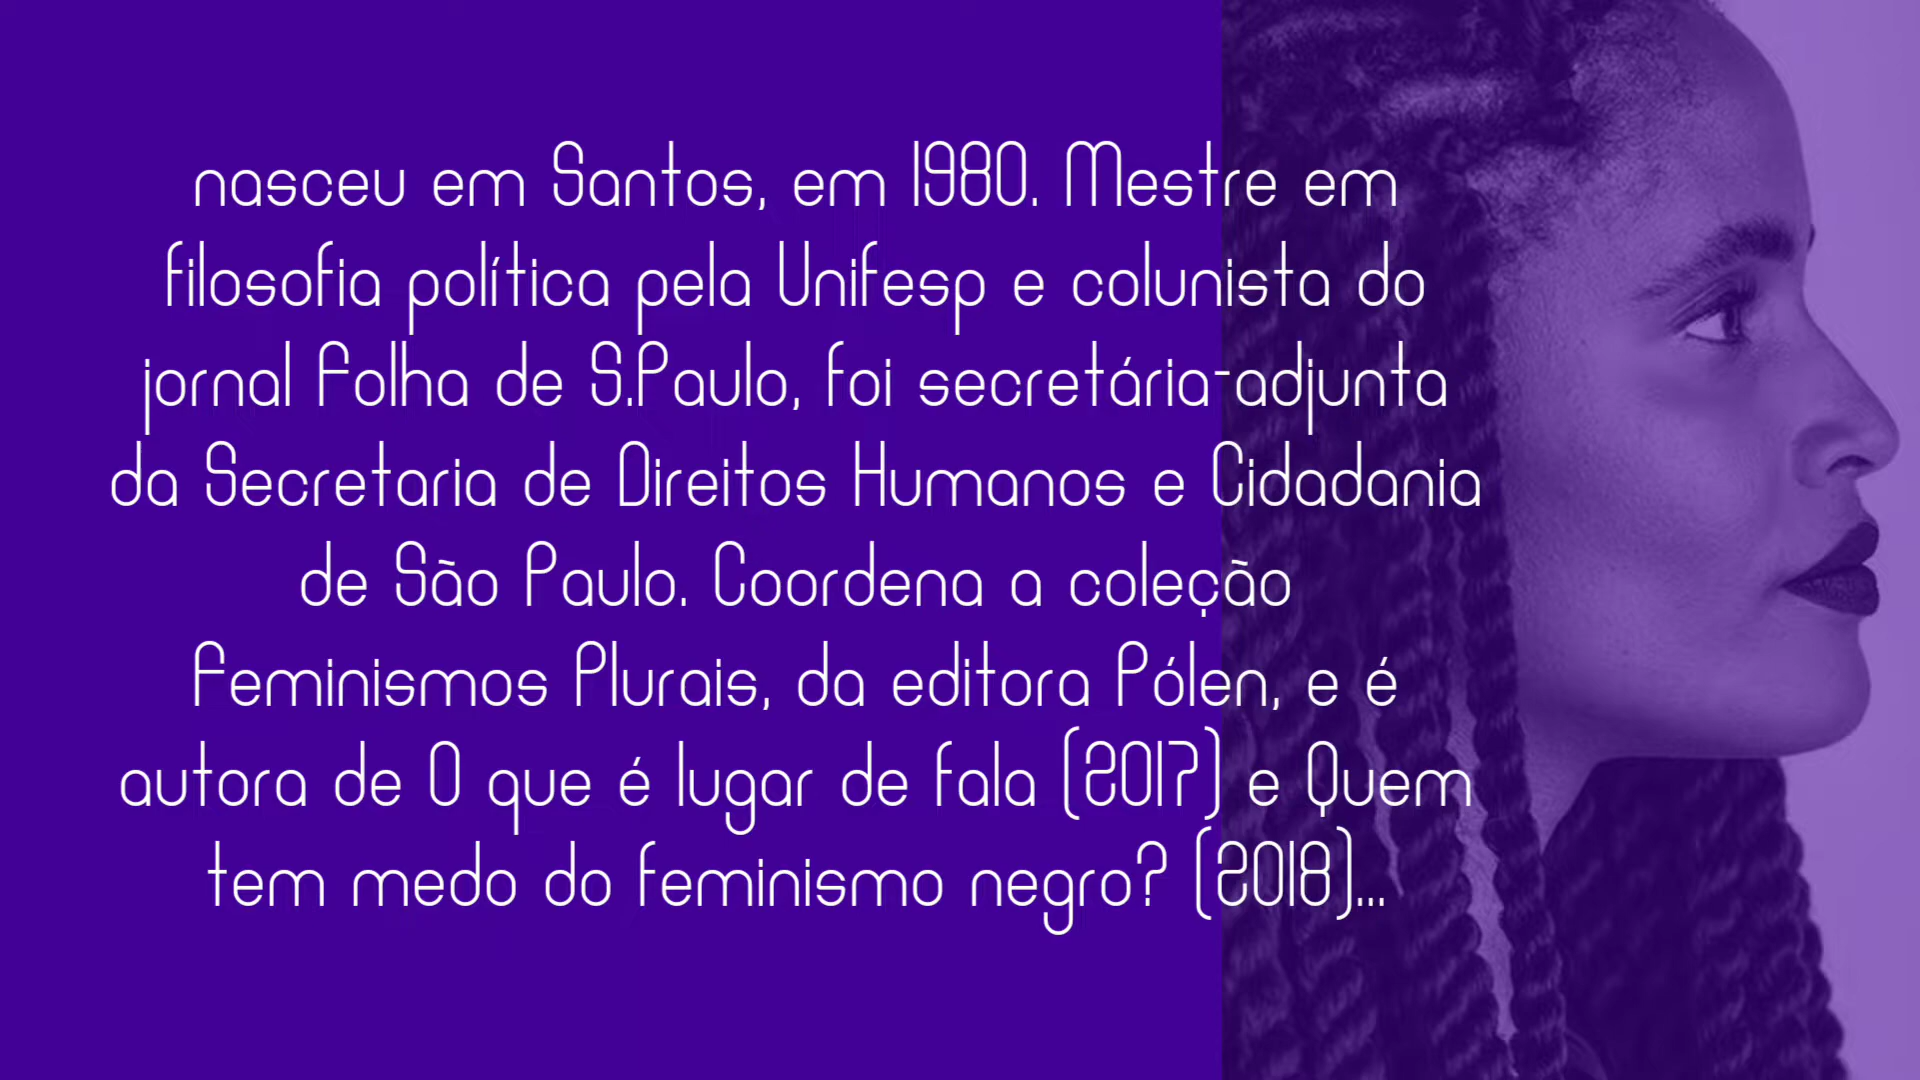 nasceu em Santos, em 1980. Mestre em
filosofia política pela Unifesp e colunista do
jornal Folha de S.Paulo, foi secretária-adjunta
da Secretaria de Direitos Humanos e Cidadania
de São Paulo. Coordena a coleção
Feminismos Plurais, da editora Pólen, e é
autora de O que é lugar de fala (2017) e Quem
tem medo do feminismo negro? (2018)...